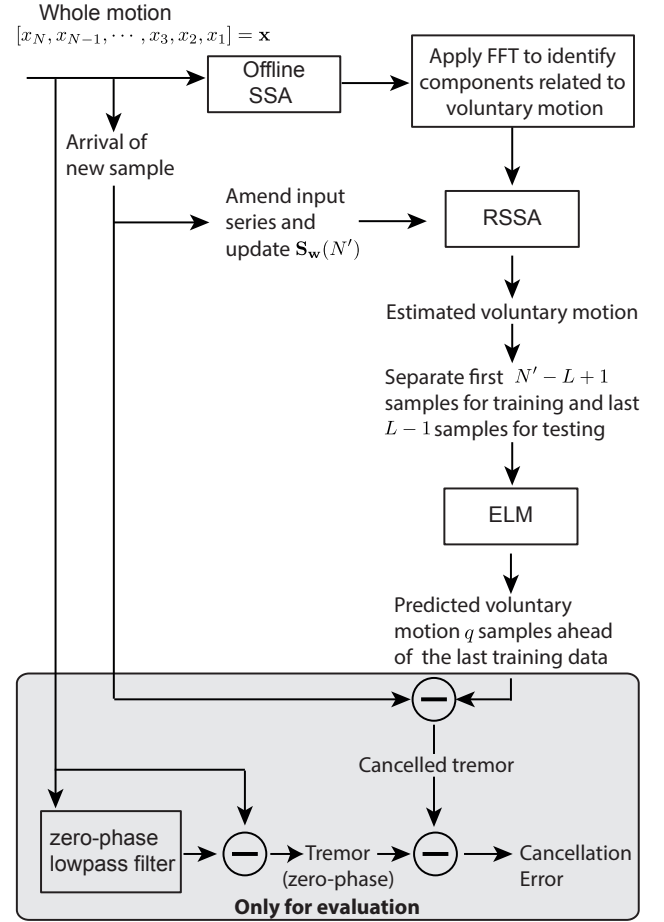 Whole motion
[x_N, x_{N−1}, ⋯ , x_3, x_2, x_1] = x
Offline
SSA
Apply FFT to identify
components related to
voluntary motion
Arrival of
new sample
Amend input
series and
update S_w(N′)
RSSA
Estimated voluntary motion
Separate first N′ − L + 1
samples for training and last
L − 1 samples for testing
ELM
Predicted voluntary
motion q samples ahead
of the last training data
−
Cancelled tremor
zero-phase
lowpass filter
−
Tremor
(zero-phase)
−
Cancellation
Error
Only for evaluation